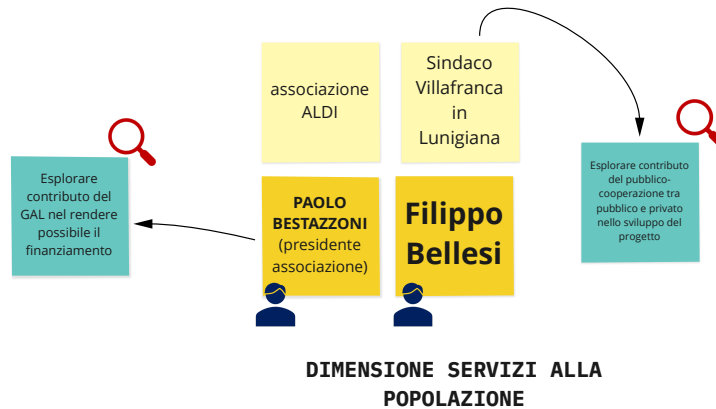 associazione
ALDI
Sindaco
Villafranca
in
Lunigiana
Esplorare
contributo del
GAL nel rendere
possibile il
finanziamento
PAOLO
BESTAZZONI
(presidente
associazione)
Filippo
Bellesi
Esplorare contributo
del pubblico-
cooperazione tra
pubblico e privato
nello sviluppo del
progetto
DIMENSIONE SERVIZI ALLA
POPOLAZIONE